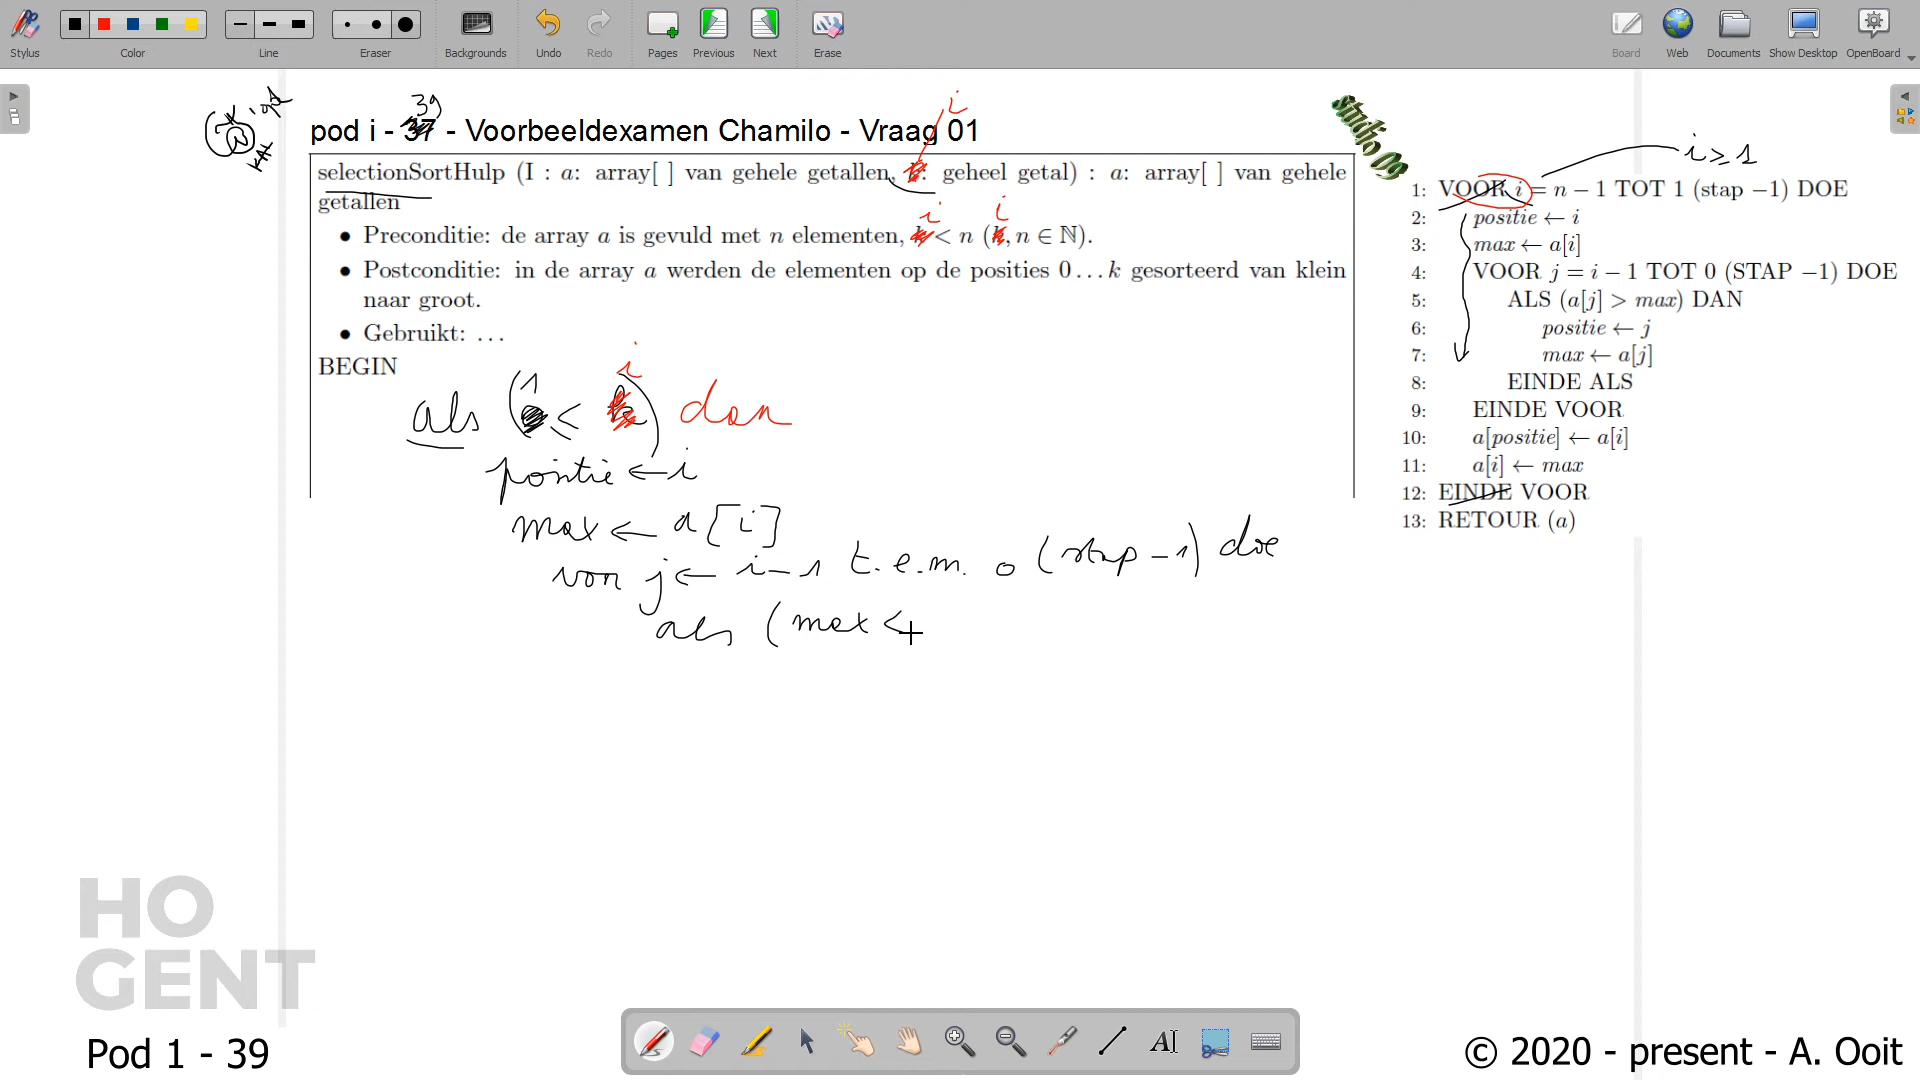 Stylus
Color
Line
Eraser
Backgrounds
Undo
Redo
Pages
Previous
Next
Erase
Board
Web
Documents
Show Desktop
OpenBoard
39
pod i - 37 - Voorbeeldexamen Chamilo - Vraag 01
i
selectionSortHulp (I : a: array[ ] van gehele getallen, k: geheel getal) : a: array[ ] van gehele
getallen
i i
• Preconditie: de array a is gevuld met n elementen, k < n (k, n ∈ ℕ).
• Postconditie: in de array a werden de elementen op de posities 0 . . . k gesorteerd van klein
naar groot.
• Gebruikt: . . .
BEGIN
i
als (1 < k) dan
positie ← i
max ← a[i]
voor j ← i-1 t.e.m. 0 (stap -1) doe
als (max <
studio
i ≥ 1
1: VOOR i = n − 1 TOT 1 (stap −1) DOE
2: positie ← i
3: max ← a[i]
4: VOOR j = i − 1 TOT 0 (STAP −1) DOE
5: ALS (a[j] > max) DAN
6: positie ← j
7: max ← a[j]
8: EINDE ALS
9: EINDE VOOR
10: a[positie] ← a[i]
11: a[i] ← max
12: EINDE VOOR
13: RETOUR (a)
HO
GENT
Pod 1 - 39
© 2020 - present - A. Ooit